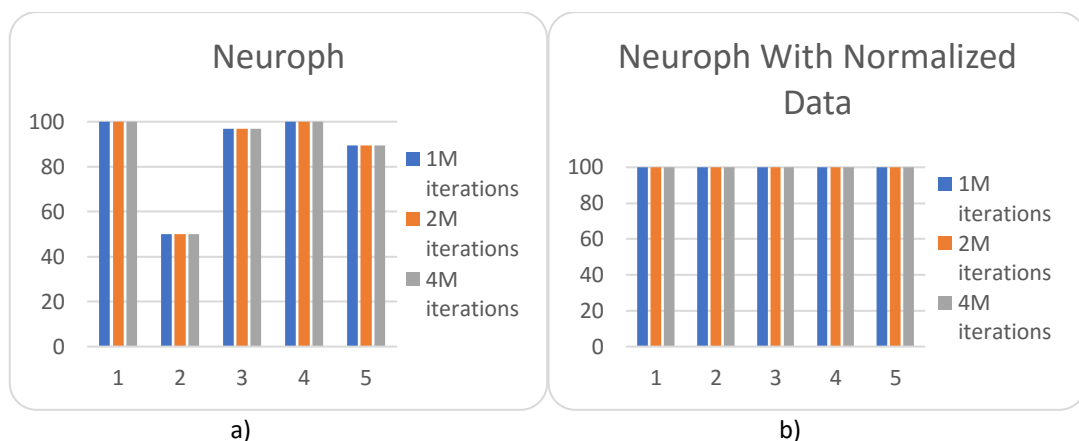 Neuroph
100
80
60
40
20
0
1 2 3 4 5
1M
iterations
2M
iterations
4M
iterations
a)
Neuroph With Normalized
Data
100
80
60
40
20
0
1 2 3 4 5
1M
iterations
2M
iterations
4M
iterations
b)